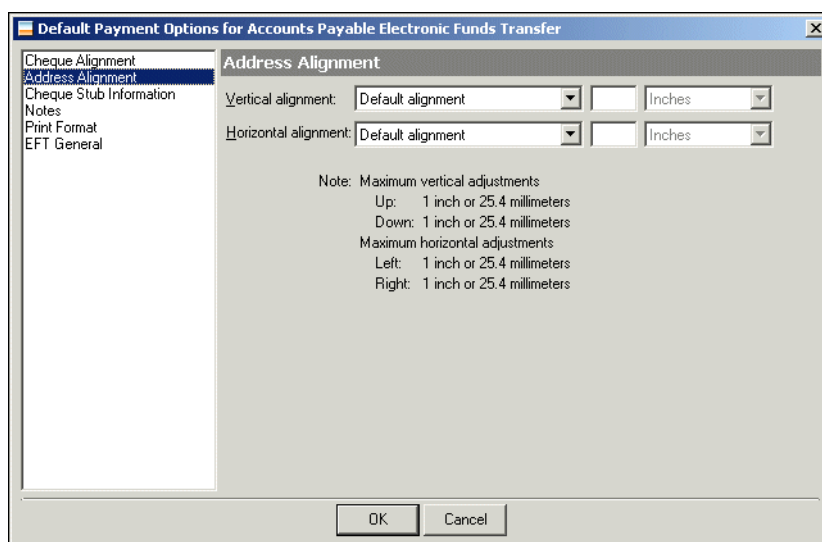 Default Payment Options for Accounts Payable Electronic Funds Transfer
Cheque Alignment
Address Alignment
Cheque Stub Information
Notes
Print Format
EFT General
Address Alignment
Vertical alignment: Default alignment Inches
Horizontal alignment: Default alignment Inches
Note: Maximum vertical adjustments
Up: 1 inch or 25.4 millimeters
Down: 1 inch or 25.4 millimeters
Maximum horizontal adjustments
Left: 1 inch or 25.4 millimeters
Right: 1 inch or 25.4 millimeters
OK Cancel